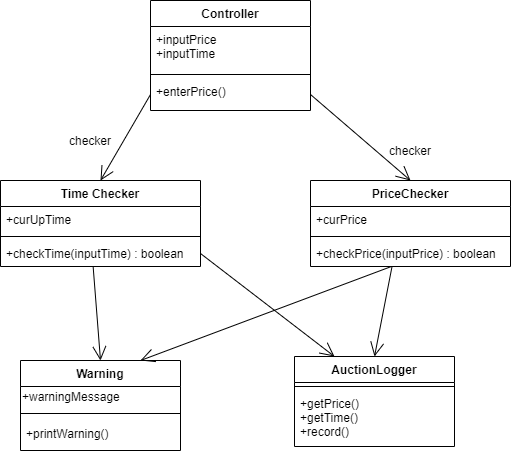 Controller
+inputPrice
+inputTime
+enterPrice()
checker
checker
Time Checker
+curUpTime
+checkTime(inputTime) : boolean
PriceChecker
+curPrice
+checkPrice(inputPrice) : boolean
Warning
+warningMessage
+printWarning()
AuctionLogger
+getPrice()
+getTime()
+record()